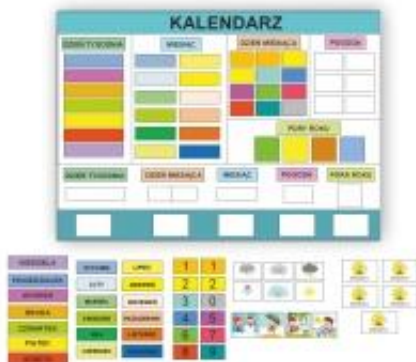 KALENDARZ
DZIEŃ TYGODNIA
MIESIĄC
DZIEŃ MIESIĄCA
POGODA
PORY ROKU
DZIEŃ TYGODNIA
DZIEŃ MIESIĄCA
MIESIĄC
POGODA
PORA ROKU
NIEDZIELA
PONIEDZIAŁEK
WTOREK
ŚRODA
CZWARTEK
PIĄTEK
STYCZEŃ
LUTY
MARZEC
KWIECIEŃ
MAJ
CZERWIEC
LIPIEC
SIERPIEŃ
WRZESIEŃ
PAŹDZIERNIK
LISTOPAD
1 1
2 2
3 0
4 5
6 7
8 9